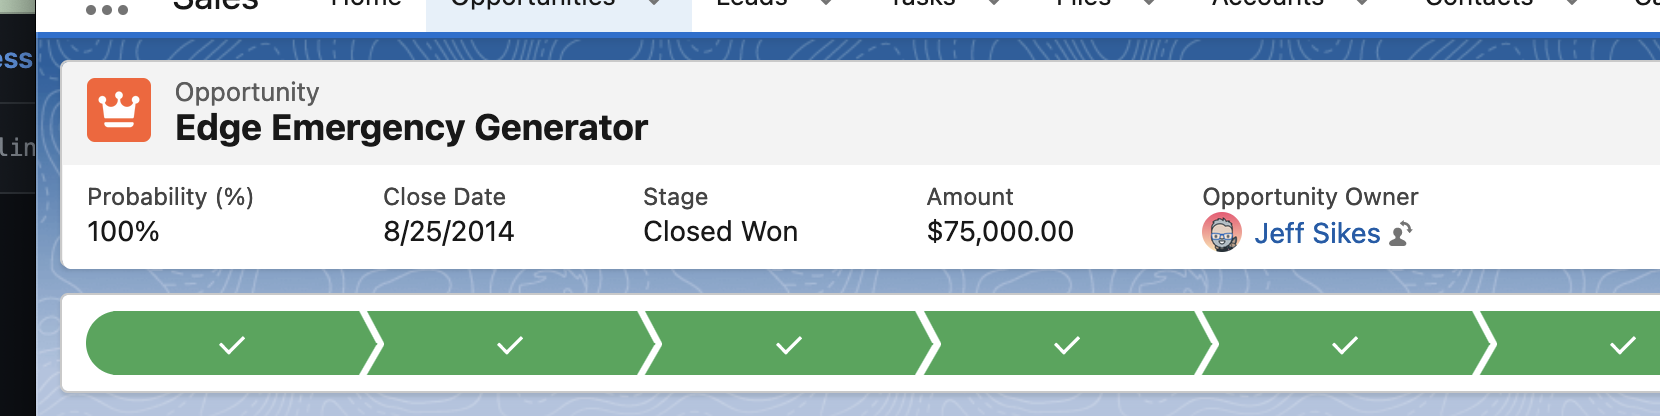 ess
lin
Sales Home Opportunities Leads Tasks Files Accounts Contacts
Opportunity
Edge Emergency Generator
Probability (%) Close Date Stage Amount Opportunity Owner
100% 8/25/2014 Closed Won $75,000.00 Jeff Sikes